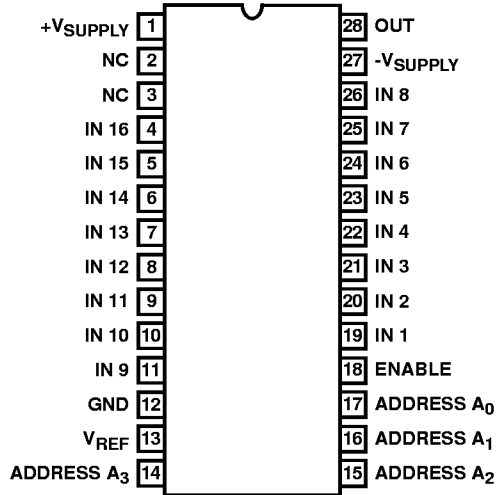 +VSUPPLY 1 28 OUT
NC 2 27 -VSUPPLY
NC 3 26 IN 8
IN 16 4 25 IN 7
IN 15 5 24 IN 6
IN 14 6 23 IN 5
IN 13 7 22 IN 4
IN 12 8 21 IN 3
IN 11 9 20 IN 2
IN 10 10 19 IN 1
IN 9 11 18 ENABLE
GND 12 17 ADDRESS A0
VREF 13 16 ADDRESS A1
ADDRESS A3 14 15 ADDRESS A2